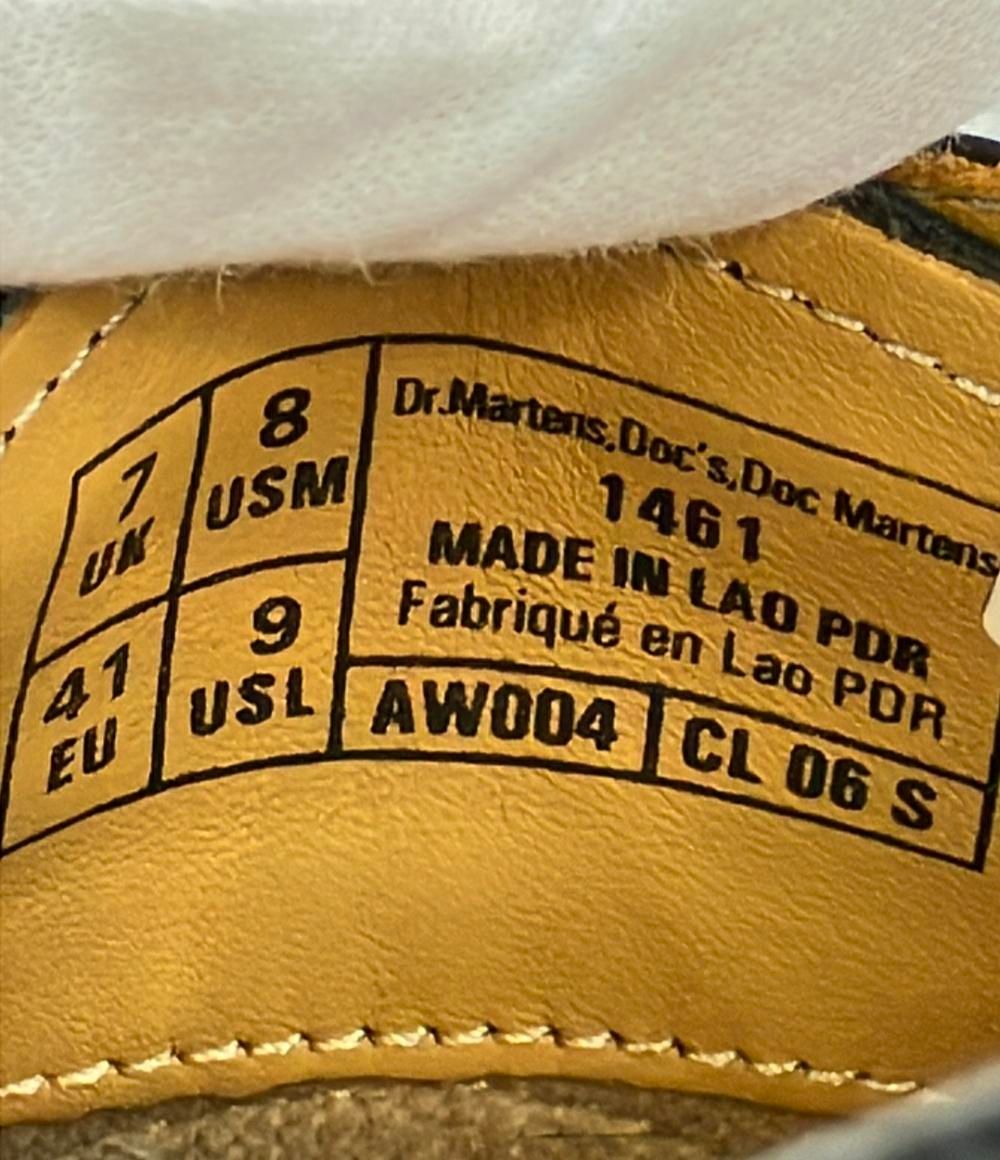 7
UK
8
USM
41
EU
9
USL
Dr.Martens,Doc's,Doc Martens
1461
MADE IN LAO PDR
Fabriqué en Lao PDR
AW004
CL 06 S